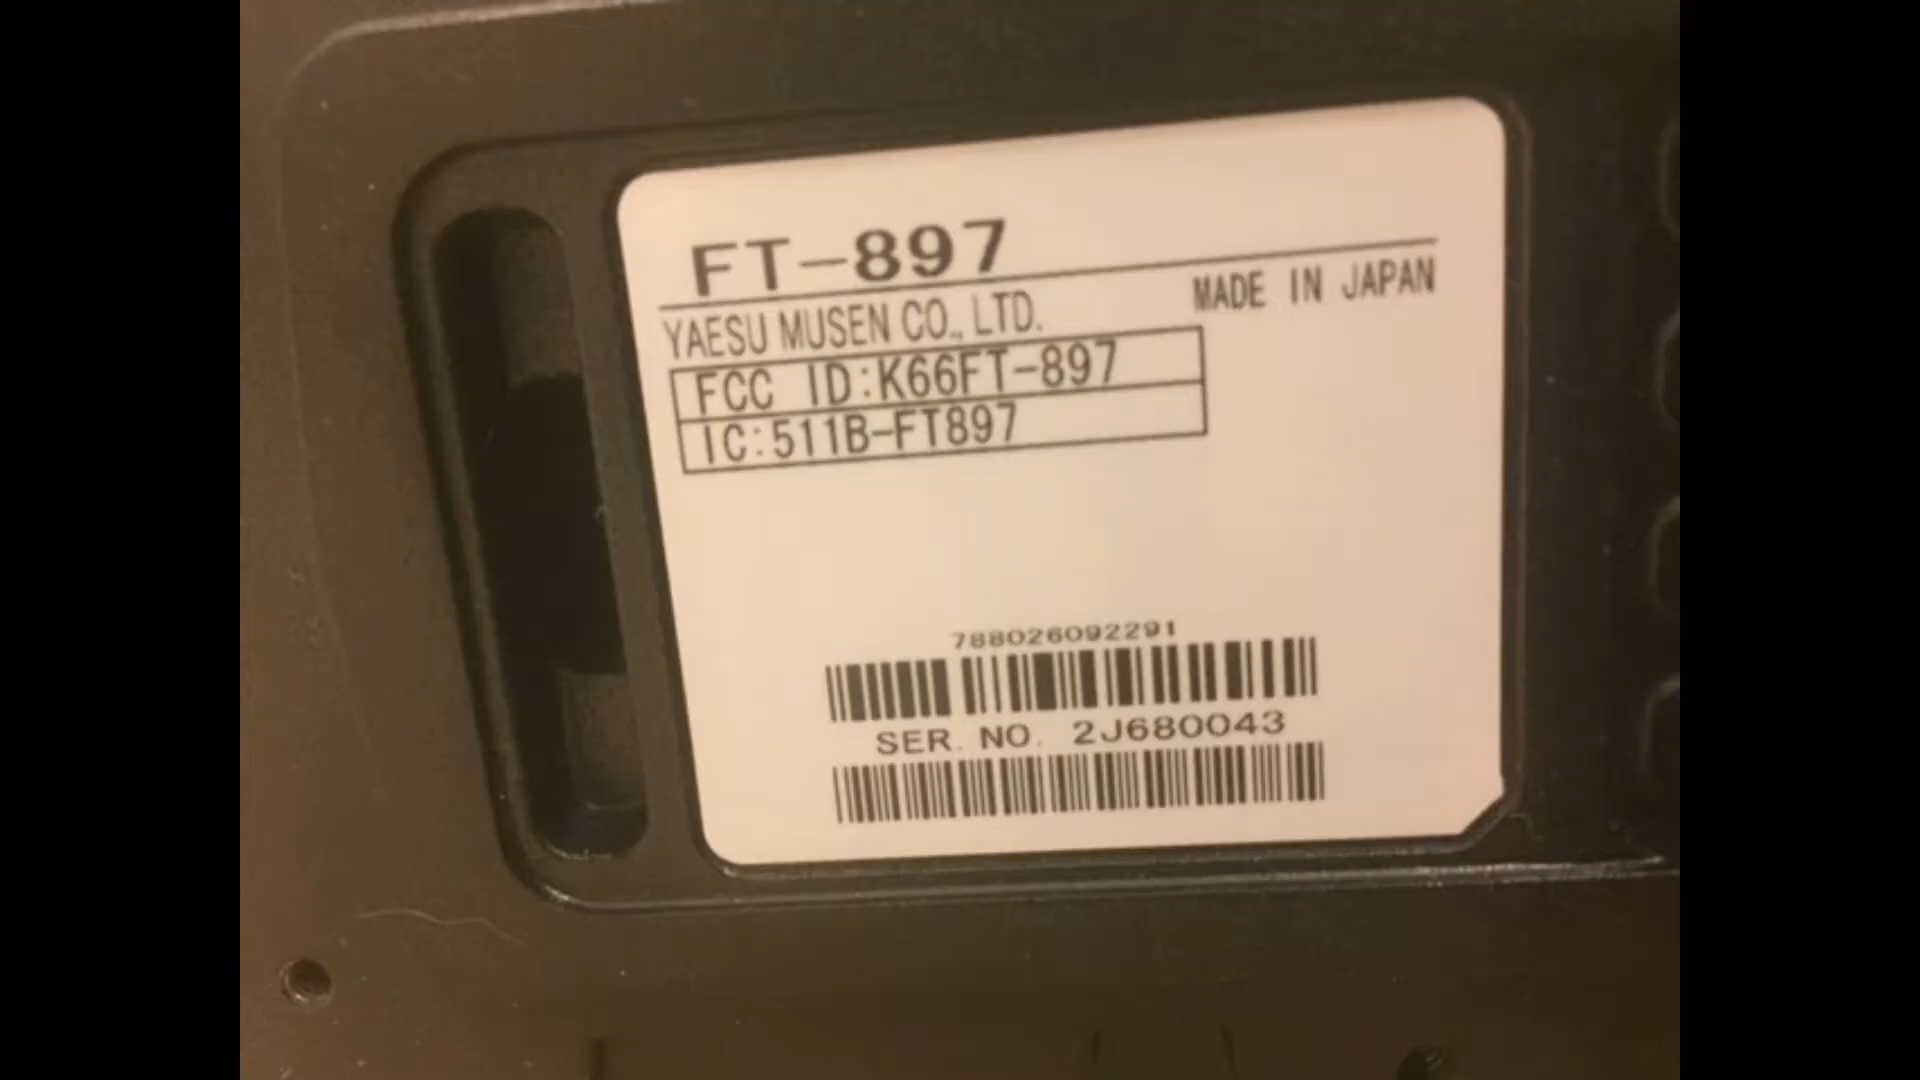 FT-897
YAESU MUSEN CO., LTD.
MADE IN JAPAN
FCC ID:K66FT-897
IC:511B-FT897
788026092291
SER. NO. 2J680043